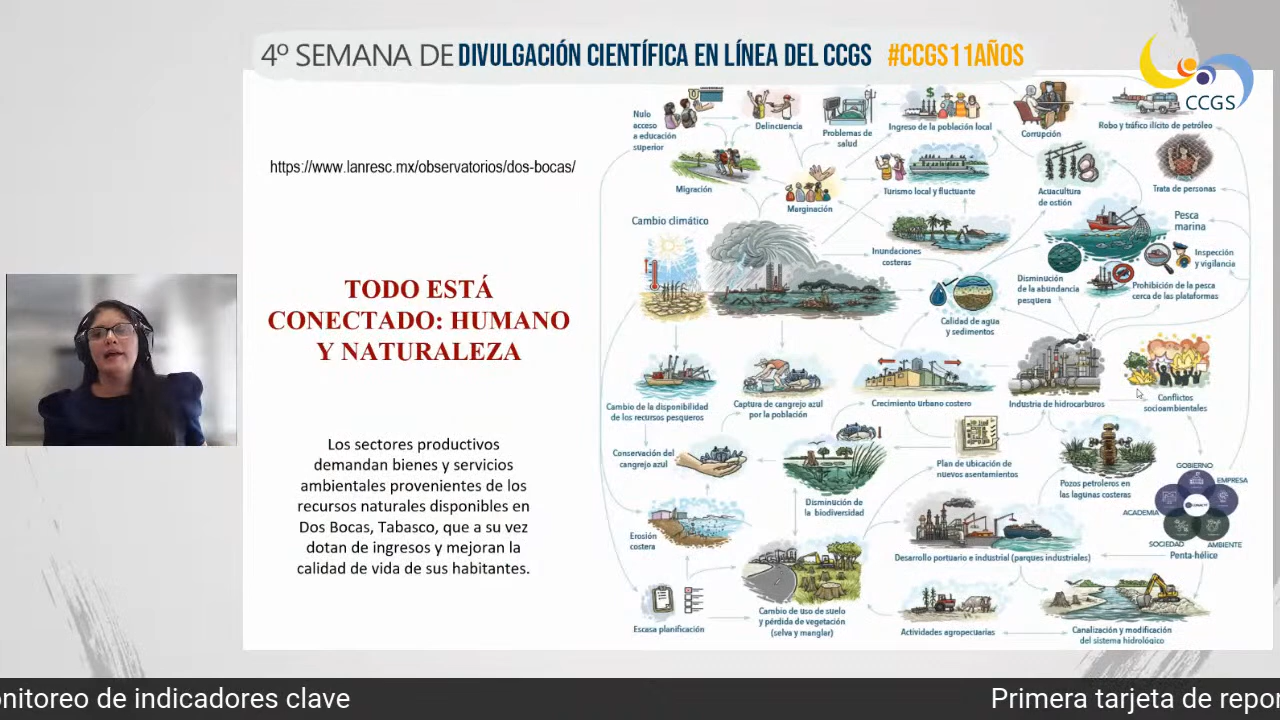 4º SEMANA DE DIVULGACIÓN CIENTÍFICA EN LÍNEA DEL CCGS #CCGS11AÑOS
CCGS
https://www.lanresc.mx/observatorios/dos-bocas/
TODO ESTÁ
CONECTADO: HUMANO
Y NATURALEZA
Los sectores productivos
demandan bienes y servicios
ambientales provenientes de los
recursos naturales disponibles en
Dos Bocas, Tabasco, que a su vez
dotan de ingresos y mejoran la
calidad de vida de sus habitantes.
Nulo
acceso
a educación
superior
Delincuencia
Problemas de
salud
Ingreso de la población local
Corrupción
Robo y tráfico ilícito de petróleo
Migración
Marginación
Turismo local y fluctuante
Acuacultura
de ostión
Trata de personas
Cambio climático
Inundaciones
costeras
Pesca
marina
Inspección
y vigilancia
Disminución
de la abundancia
pesquera
Prohibición de la pesca
cerca de las plataformas
Calidad de agua
y sedimentos
Cambio de la disponibilidad
de los recursos pesqueros
Captura de cangrejo azul
por la población
Crecimiento urbano costero
Industria de hidrocarburos
Conflictos
socioambientales
Conservación del
cangrejo azul
Disminución de
la biodiversidad
Plan de ubicación de
nuevos asentamientos
Pozos petroleros en
las lagunas costeras
GOBIERNO
EMPRESA
ACADEMIA
SOCIEDAD
AMBIENTE
Penta-hélice
Erosión
costera
Desarrollo portuario e industrial (parques industriales)
Escasa planificación
Cambio de uso de suelo
y pérdida de vegetación
(selva y manglar)
Actividades agropecuarias
Canalización y modificación
del sistema hidrológico
onitoreo de indicadores clave
Primera tarjeta de repor